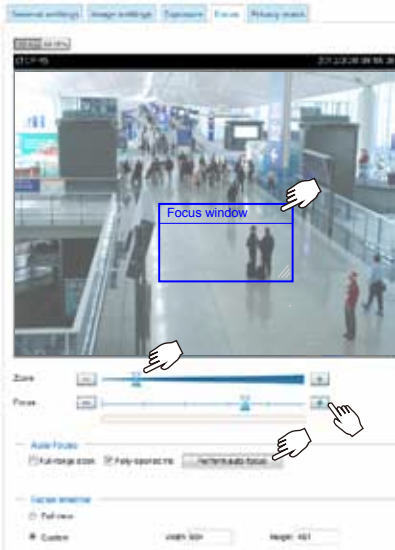 General settings Image settings Exposure Focus Privacy mask
Focus window
Zoom
Focus
Auto Focus
Full-range scan Fully-opened iris Perform auto focus
Focus window
Full view
Custom Width Height